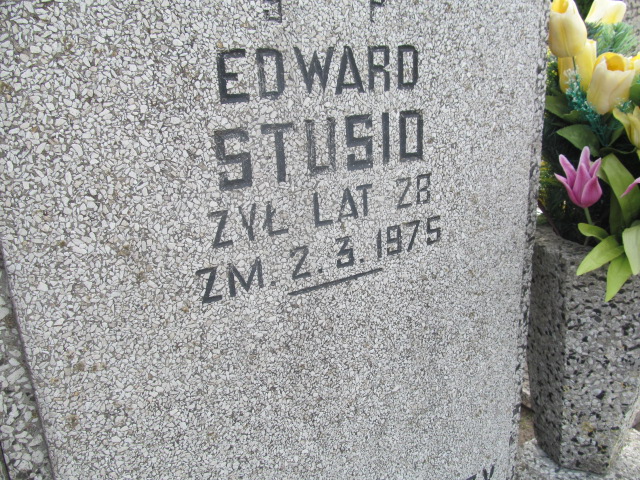 Ś P
EDWARD
STUSIO
ŻYŁ LAT 28
ZM. 2.3.1975